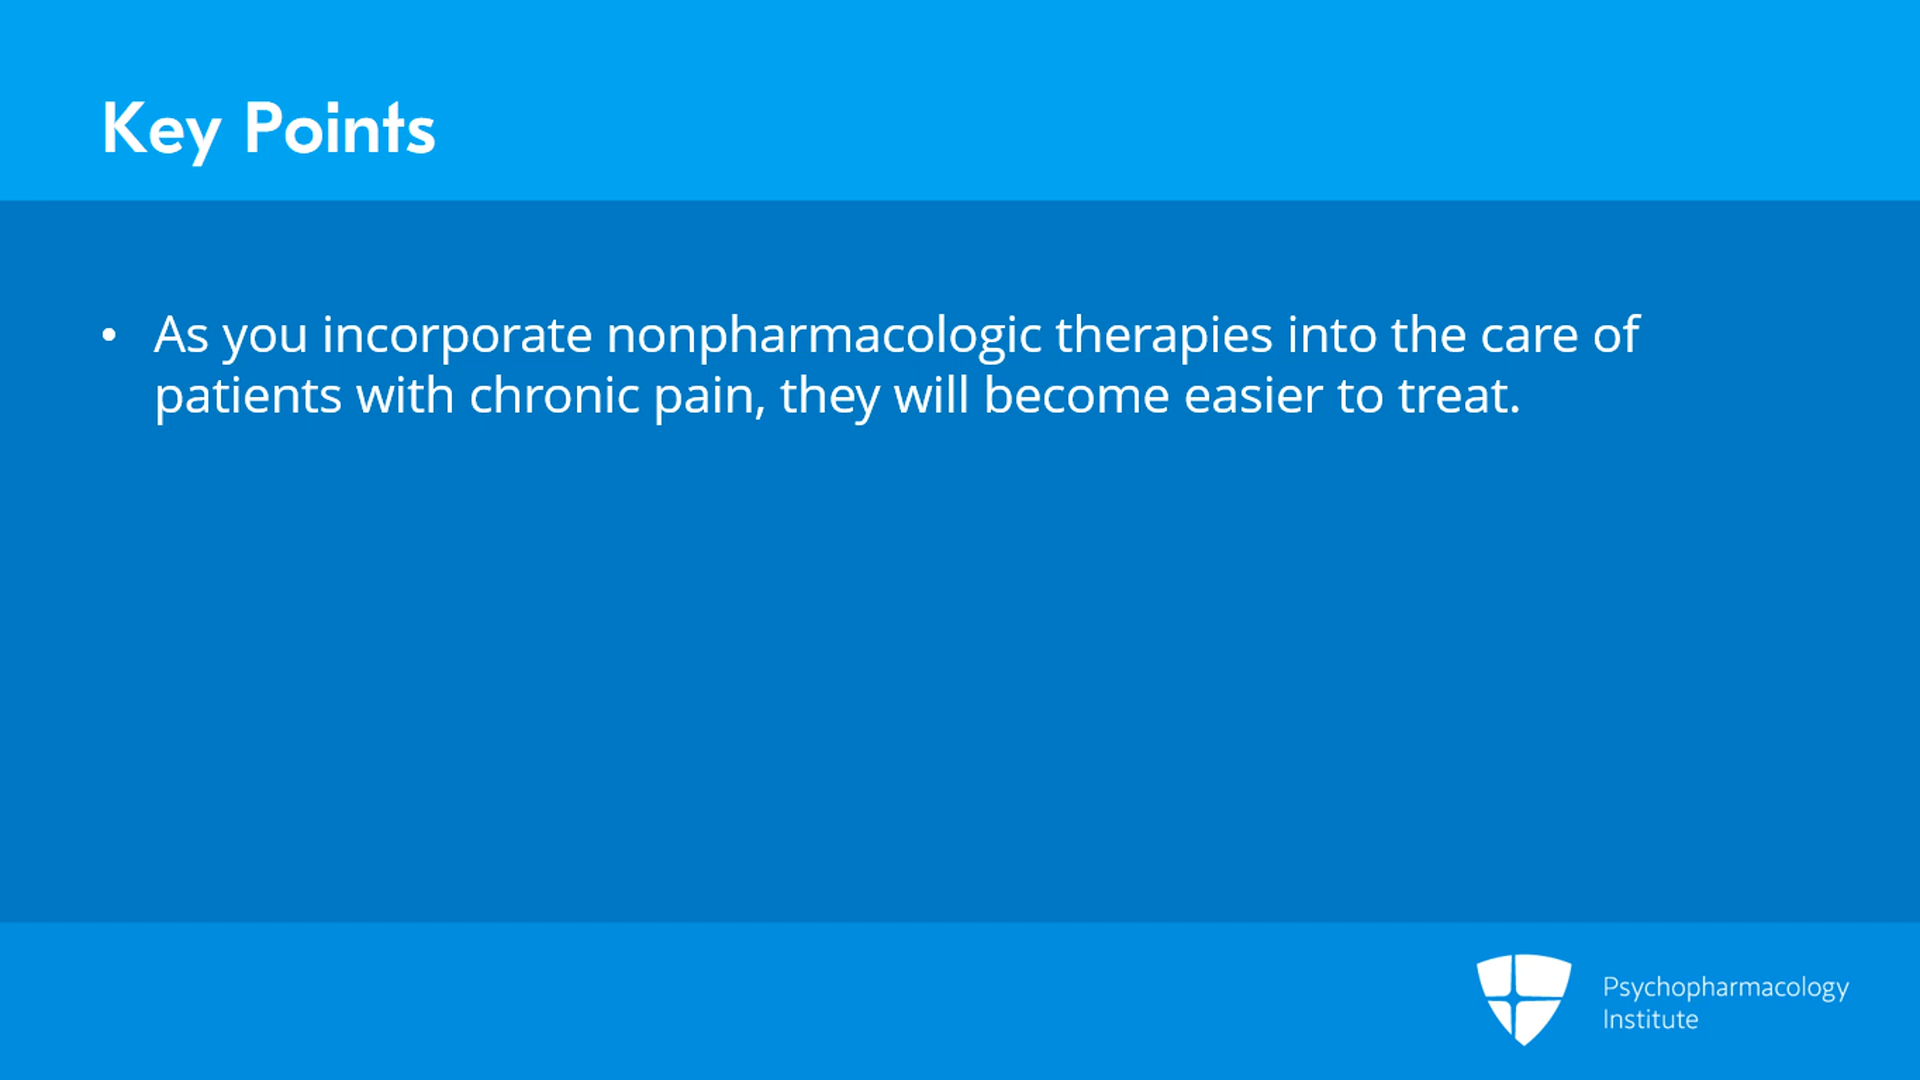 Key Points
• As you incorporate nonpharmacologic therapies into the care of
patients with chronic pain, they will become easier to treat.
Psychopharmacology
Institute